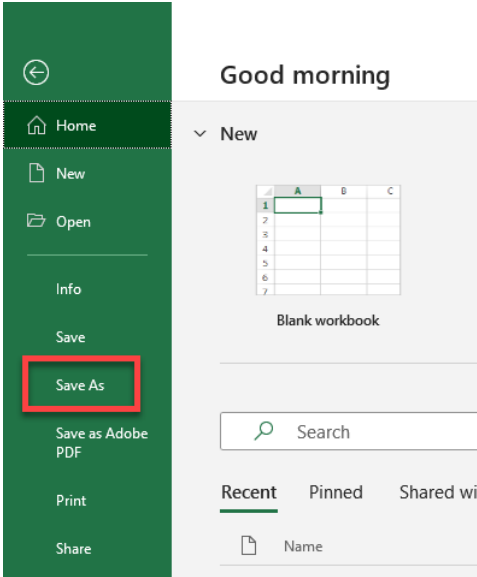 Good morning
Home
New
New
Open
A B C
1
2
3
4
5
6
7
Blank workbook
Info
Save
Save As
Save as Adobe
PDF
Print
Share
Search
Recent Pinned Shared wi
Name